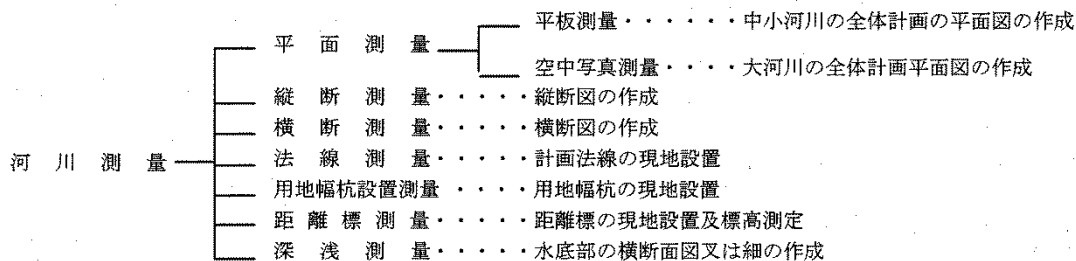 平板測量・・・・・・中小河川の全体計画の平面図の作成
平面測量
空中写真測量・・・・大河川の全体計画平面図の作成
縦断測量・・・・・縦断図の作成
横断測量・・・・・横断図の作成
河川測量
法線測量・・・・・計画法線の現地設置
用地幅杭設置測量・・・・用地幅杭の現地設置
距離標測量・・・・・距離標の現地設置及標高測定
深浅測量・・・・・水底部の横断面図又は細の作成